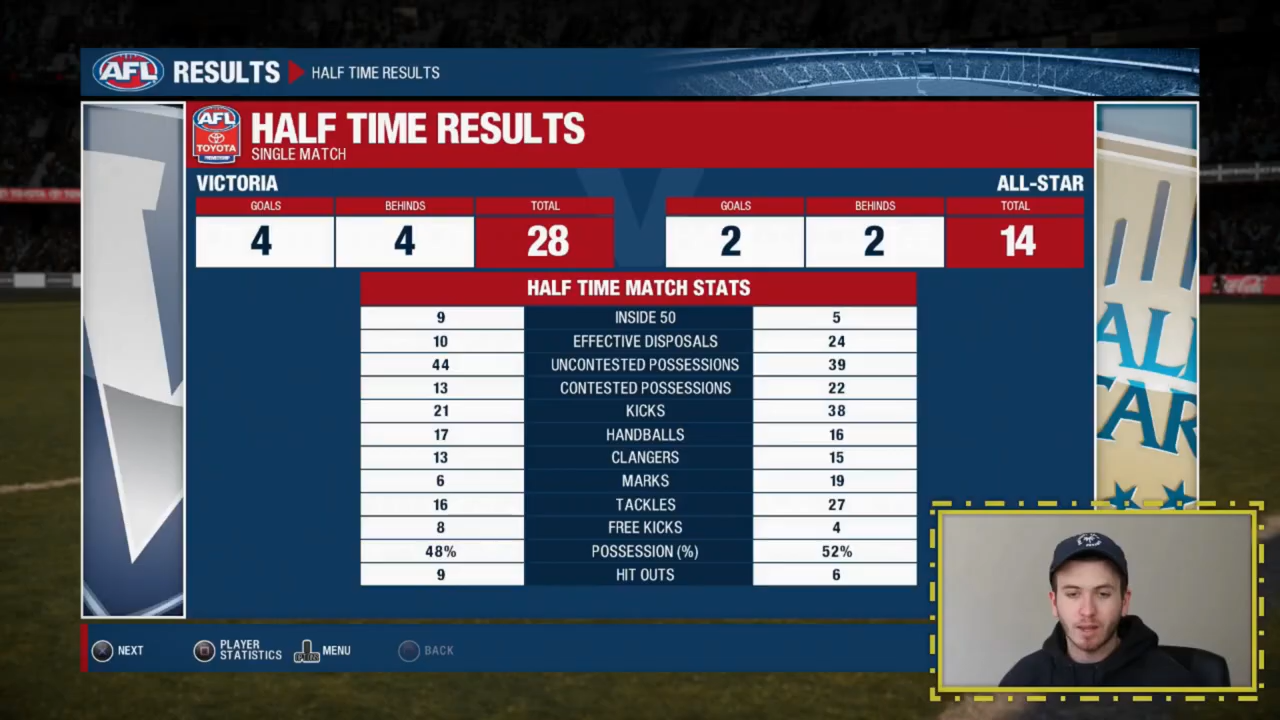 AFL RESULTS HALF TIME RESULTS
AFL
TOYOTA
HALF TIME RESULTS
SINGLE MATCH
VICTORIA ALL-STAR
GOALS BEHINDS TOTAL GOALS BEHINDS TOTAL
4 4 28 2 2 14
HALF TIME MATCH STATS
9 INSIDE 50 5
10 EFFECTIVE DISPOSALS 24
44 UNCONTESTED POSSESSIONS 39
13 CONTESTED POSSESSIONS 22
21 KICKS 38
17 HANDBALLS 16
13 CLANGERS 15
6 MARKS 19
16 TACKLES 27
8 FREE KICKS 4
48% POSSESSION (%) 52%
9 HIT OUTS 6
NEXT PLAYER STATISTICS MENU BACK